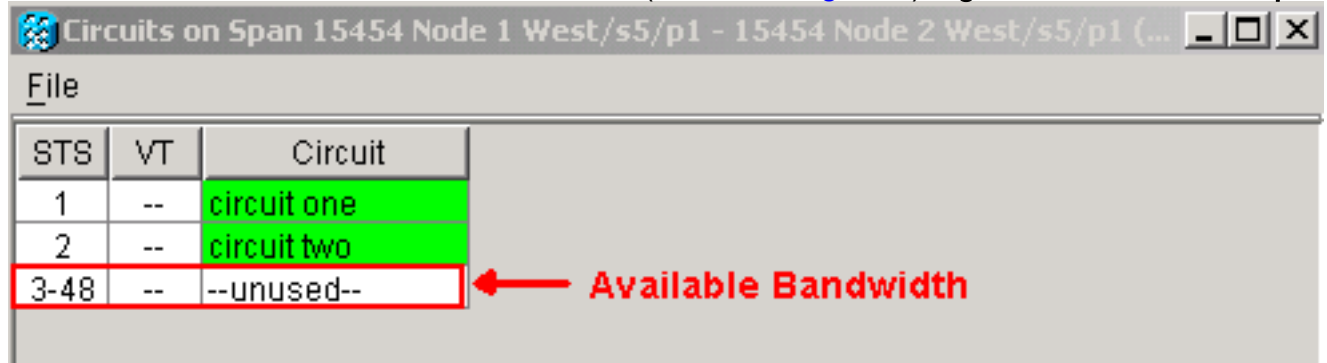 Circuits on Span 15454 Node 1 West/s5/p1 - 15454 Node 2 West/s5/p1 (...
File
STS VT Circuit
1 -- circuit one
2 -- circuit two
3-48 -- --unused--
Available Bandwidth